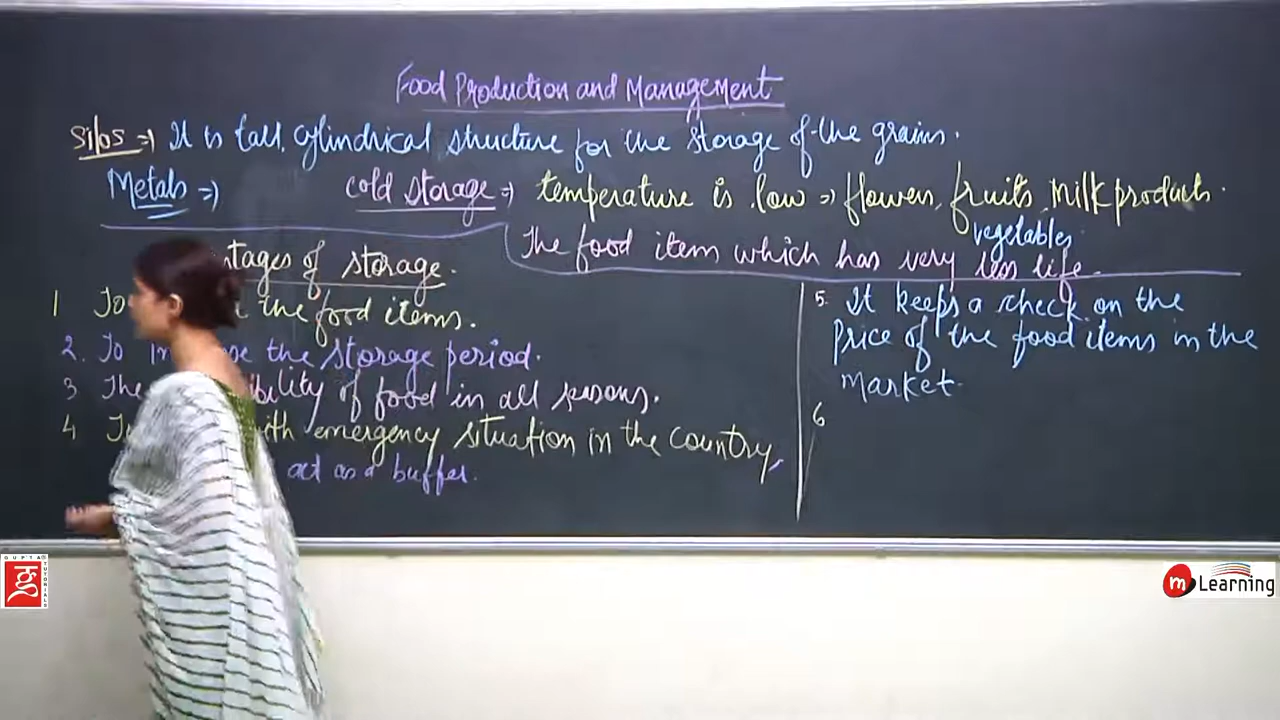 Food Production and Management
Silos => It is tall, cylindrical structure for the storage of the grains.
Metals => cold storage => temperature is low => flowers, fruits, Milk products.
vegetables
The food item which has very less life.
tages of storage.
1 To the food items.
2. To the storage period.
3 The bility of food in all seasons.
4 ith emergency situation in the country,
act as a buffer.
5. It keeps a check on the
Price of the food items in the
Market.
6
GUPTA TUTORIALS
m Learning